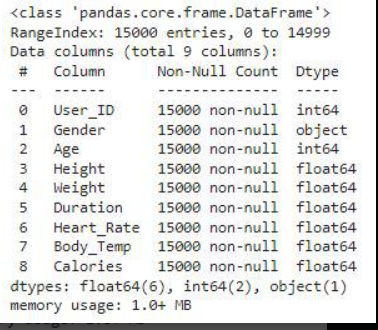 <class 'pandas.core.frame.DataFrame'>
RangeIndex: 15000 entries, 0 to 14999
Data columns (total 9 columns):
 #   Column      Non-Null Count  Dtype
---  ------      --------------  -----
 0   User_ID     15000 non-null  int64
 1   Gender      15000 non-null  object
 2   Age         15000 non-null  int64
 3   Height      15000 non-null  float64
 4   Weight      15000 non-null  float64
 5   Duration    15000 non-null  float64
 6   Heart_Rate  15000 non-null  float64
 7   Body_Temp   15000 non-null  float64
 8   Calories    15000 non-null  float64
dtypes: float64(6), int64(2), object(1)
memory usage: 1.0+ MB